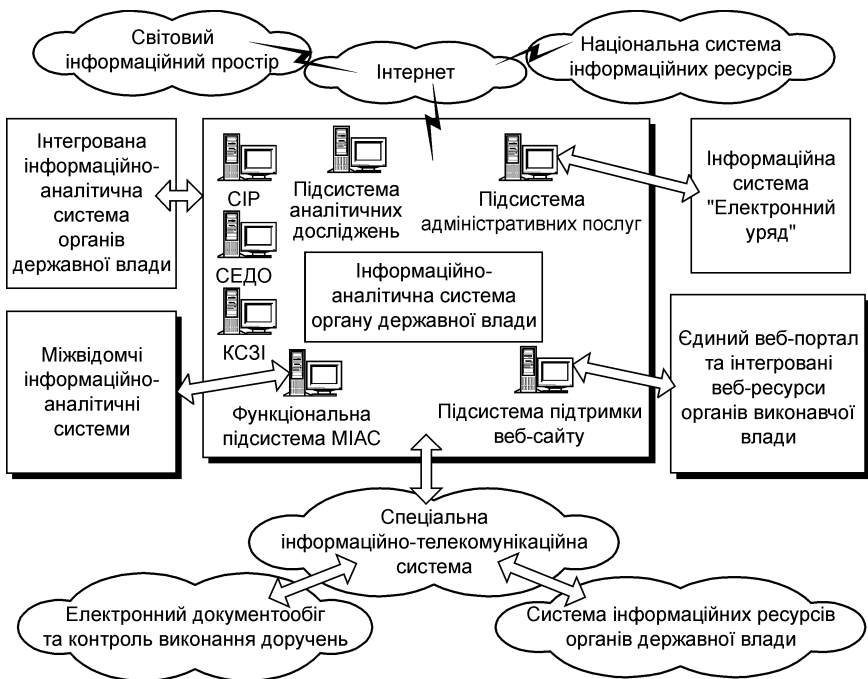 Світовий
інформаційний простір
Інтернет
Національна система
інформаційних ресурсів
Інтегрована
інформаційно-
аналітична
система
органів
державної влади
СІР
Підсистема
аналітичних
досліджень
Підсистема
адміністративних послуг
Інформаційна
система
"Електронний
уряд"
СЕДО
Інформаційно-
аналітична система
органу державної влади
КСЗІ
Міжвідомчі
інформаційно-
аналітичні
системи
Функціональна
підсистема МІАС
Підсистема підтримки
веб-сайту
Єдиний веб-портал
та інтегровані
веб-ресурси
органів виконавчої
влади
Спеціальна
інформаційно-телекомунікаційна
система
Електронний документообіг
та контроль виконання доручень
Система інформаційних ресурсів
органів державної влади